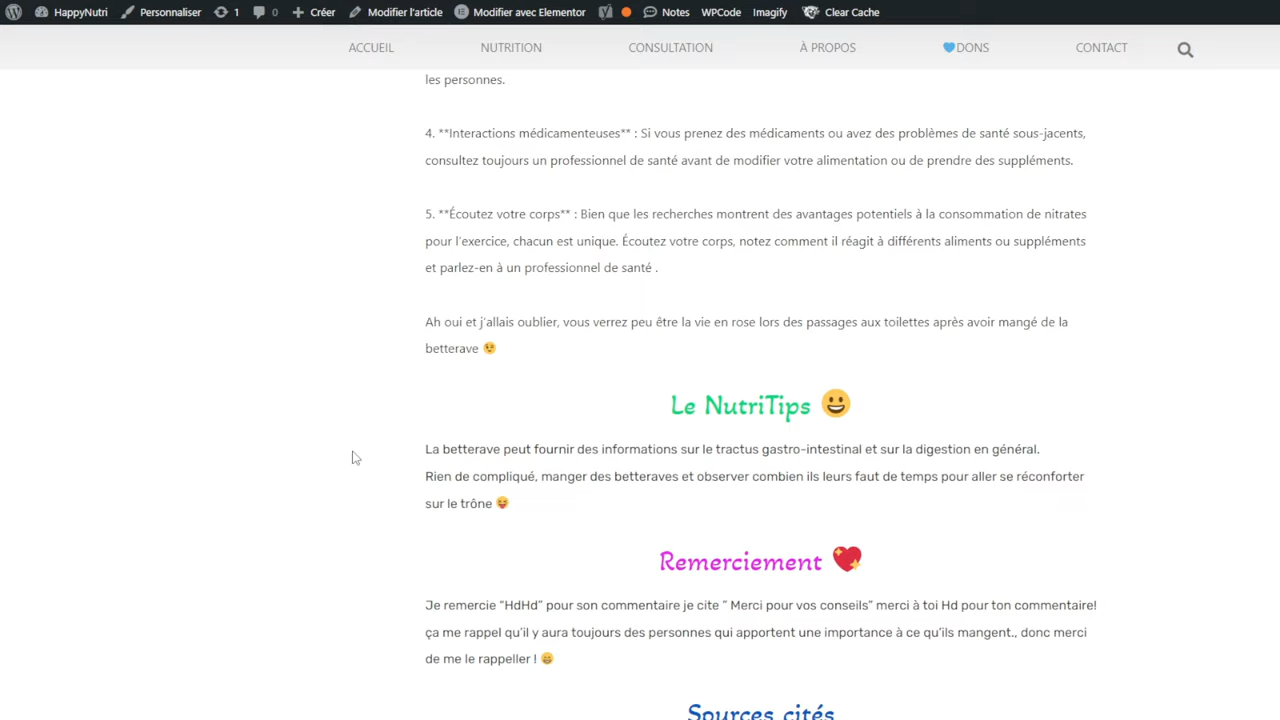 HappyNutri Personnaliser 1 0 Créer Modifier l'article Modifier avec Elementor Notes WPCode Imagify Clear Cache
ACCUEIL NUTRITION CONSULTATION À PROPOS 💙DONS CONTACT
les personnes.
4. **Interactions médicamenteuses** : Si vous prenez des médicaments ou avez des problèmes de santé sous-jacents,
consultez toujours un professionnel de santé avant de modifier votre alimentation ou de prendre des suppléments.
5. **Écoutez votre corps** : Bien que les recherches montrent des avantages potentiels à la consommation de nitrates
pour l'exercice, chacun est unique. Écoutez votre corps, notez comment il réagit à différents aliments ou suppléments
et parlez-en à un professionnel de santé .
Ah oui et j'allais oublier, vous verrez peu être la vie en rose lors des passages aux toilettes après avoir mangé de la
betterave 😉
Le NutriTips 😀
La betterave peut fournir des informations sur le tractus gastro-intestinal et sur la digestion en général.
Rien de compliqué, manger des betteraves et observer combien ils leurs faut de temps pour aller se réconforter
sur le trône 😝
Remerciement 💖
Je remercie "HdHd" pour son commentaire je cite " Merci pour vos conseils" merci à toi Hd pour ton commentaire!
ça me rappel qu'il y aura toujours des personnes qui apportent une importance à ce qu'ils mangent., donc merci
de me le rappeller ! 😁
Sources cités